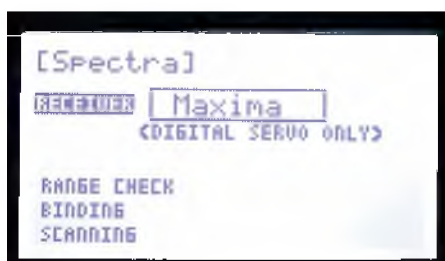 [Spectra]
RECEIVER Maxima
<DIGITAL SERVO ONLY>
RANGE CHECK
BINDING
SCANNING